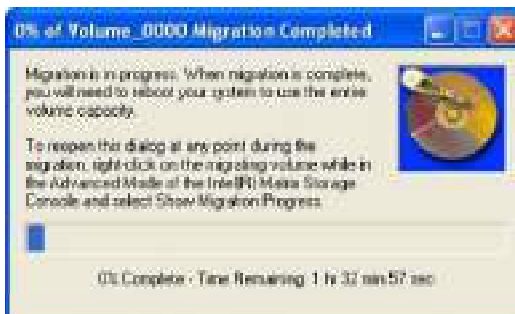 0% of Volume_0000 Migration Completed
Migration is in progress. When migration is complete,
you will need to reboot your system to use the entire
volume capacity.
To reopen this dialog at any point during the
migration, right-click on the migrating volume while in
the Advanced Mode of the Intel(R) Matrix Storage
Console and select Show Migration Progress
0% Complete - Time Remaining: 1 hr 32 min 57 sec